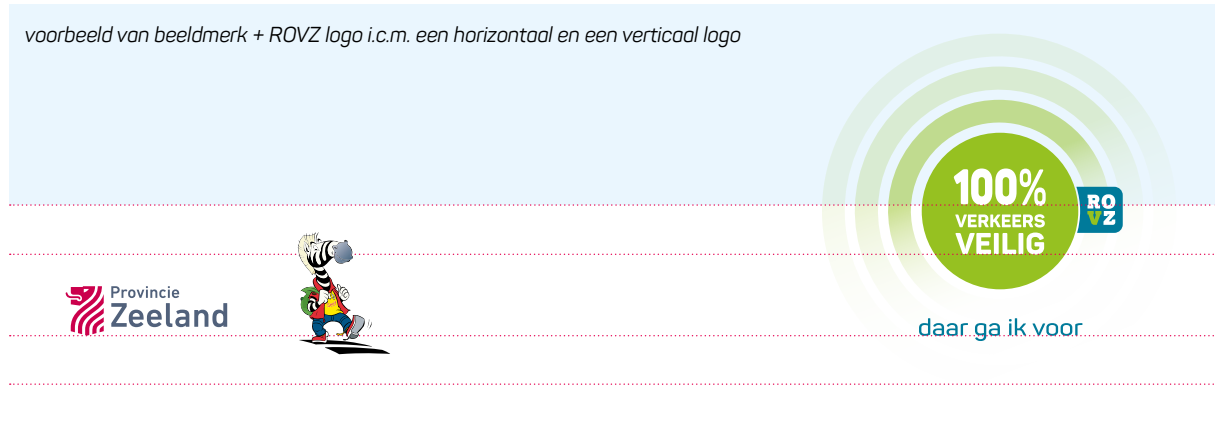 voorbeeld van beeldmerk + ROVZ logo i.c.m. een horizontaal en een verticaal logo
100%
VERKEERS
VEILIG
RO
VZ
Provincie
Zeeland
daar ga ik voor